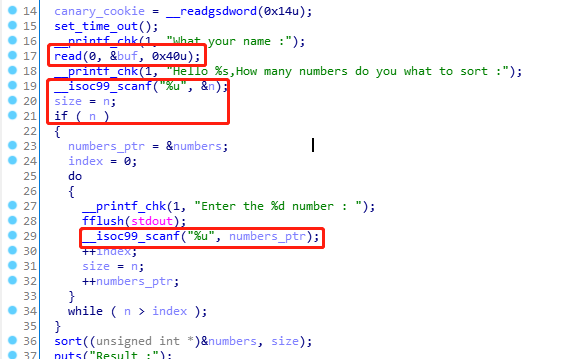 14 canary_cookie = __readgsdword(0x14u);
15 set_time_out();
16 __printf_chk(1, "What your name :");
17 read(0, &buf, 0x40u);
18 __printf_chk(1, "Hello %s,How many numbers do you what to sort :");
19 __isoc99_scanf("%u", &n);
20 size = n;
21 if ( n )
22 {
23 numbers_ptr = &numbers;
24 index = 0;
25 do
26 {
27 __printf_chk(1, "Enter the %d number : ");
28 fflush(stdout);
29 __isoc99_scanf("%u", numbers_ptr);
30 ++index;
31 size = n;
32 ++numbers_ptr;
33 }
34 while ( n > index );
35 }
36 sort((unsigned int *)&numbers, size);
37 puts("Result :");